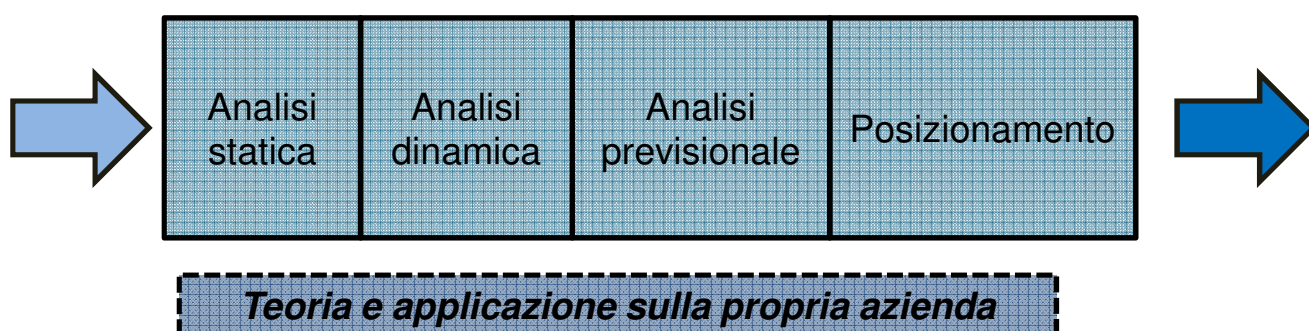 Analisi
statica
Analisi
dinamica
Analisi
previsionale
Posizionamento
Teoria e applicazione sulla propria azienda